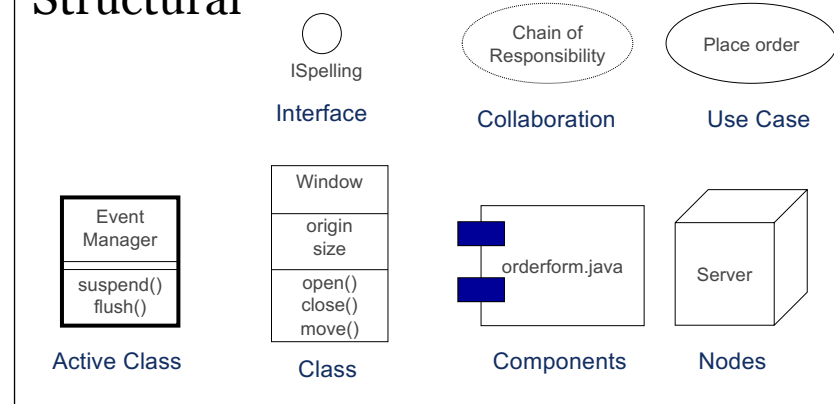 Structural
ISpelling
Interface
Chain of
Responsibility
Collaboration
Place order
Use Case
Event
Manager
suspend()
flush()
Active Class
Window
origin
size
open()
close()
move()
Class
orderform.java
Components
Server
Nodes